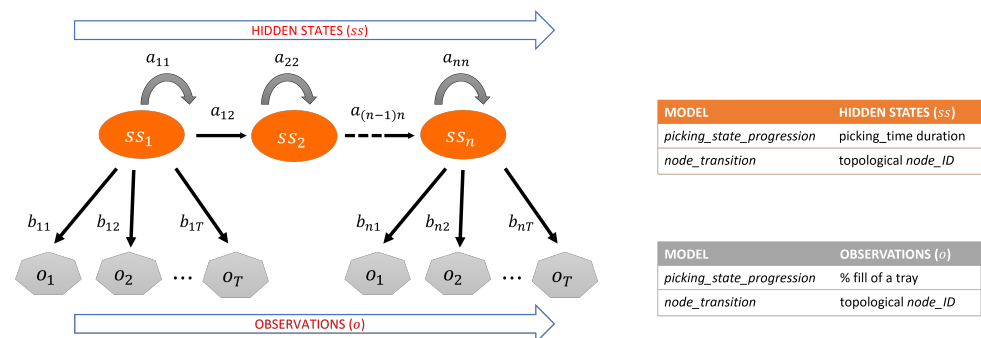 HIDDEN STATES (ss)
a₁₁ a₂₂ aₙₙ
a₁₂ a₍ₙ₋₁₎ₙ
ss₁ ss₂ ssₙ
b₁₁ b₁₂ b₁T bₙ₁ bₙ₂ bₙT
o₁ o₂ ... oT o₁ o₂ ... oT
OBSERVATIONS (o)
MODEL HIDDEN STATES (ss)
picking_state_progression picking_time duration
node_transition topological node_ID
MODEL OBSERVATIONS (o)
picking_state_progression % fill of a tray
node_transition topological node_ID